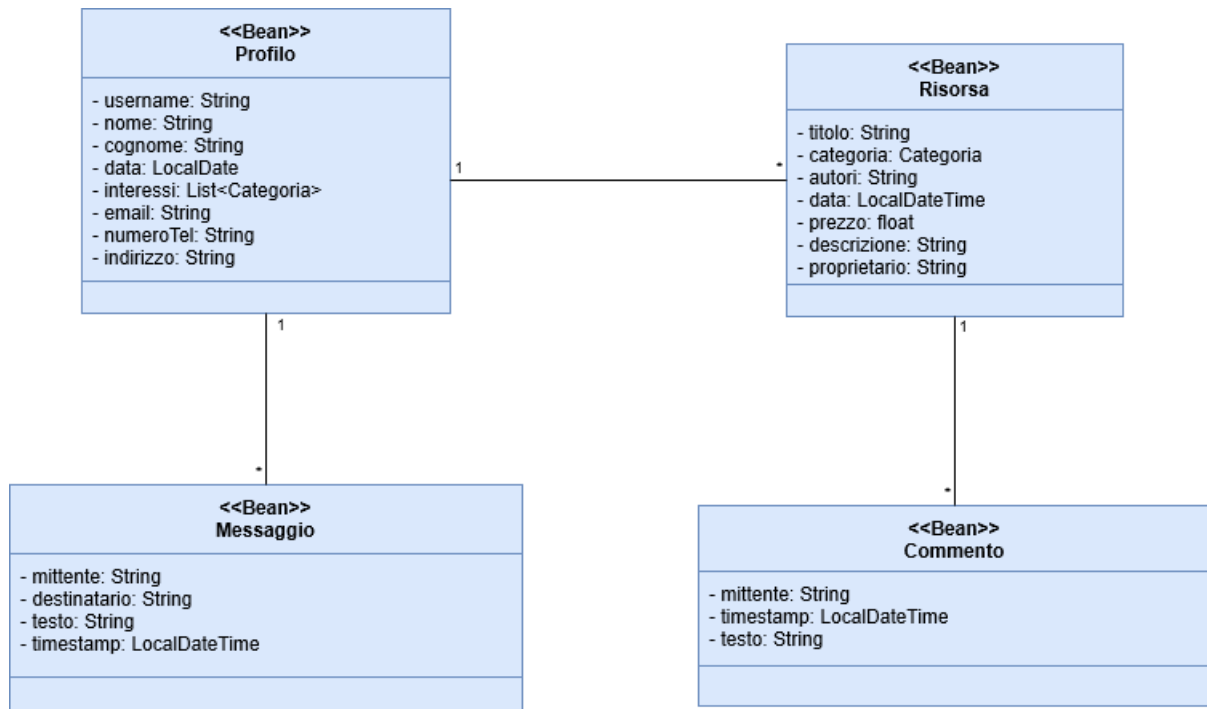 <<Bean>>
Profilo
- username: String
- nome: String
- cognome: String
- data: LocalDate
- interessi: List<Categoria>
- email: String
- numeroTel: String
- indirizzo: String
1
*
<<Bean>>
Risorsa
- titolo: String
- categoria: Categoria
- autori: String
- data: LocalDateTime
- prezzo: float
- descrizione: String
- proprietario: String
1
*
<<Bean>>
Messaggio
- mittente: String
- destinatario: String
- testo: String
- timestamp: LocalDateTime
1
*
<<Bean>>
Commento
- mittente: String
- timestamp: LocalDateTime
- testo: String